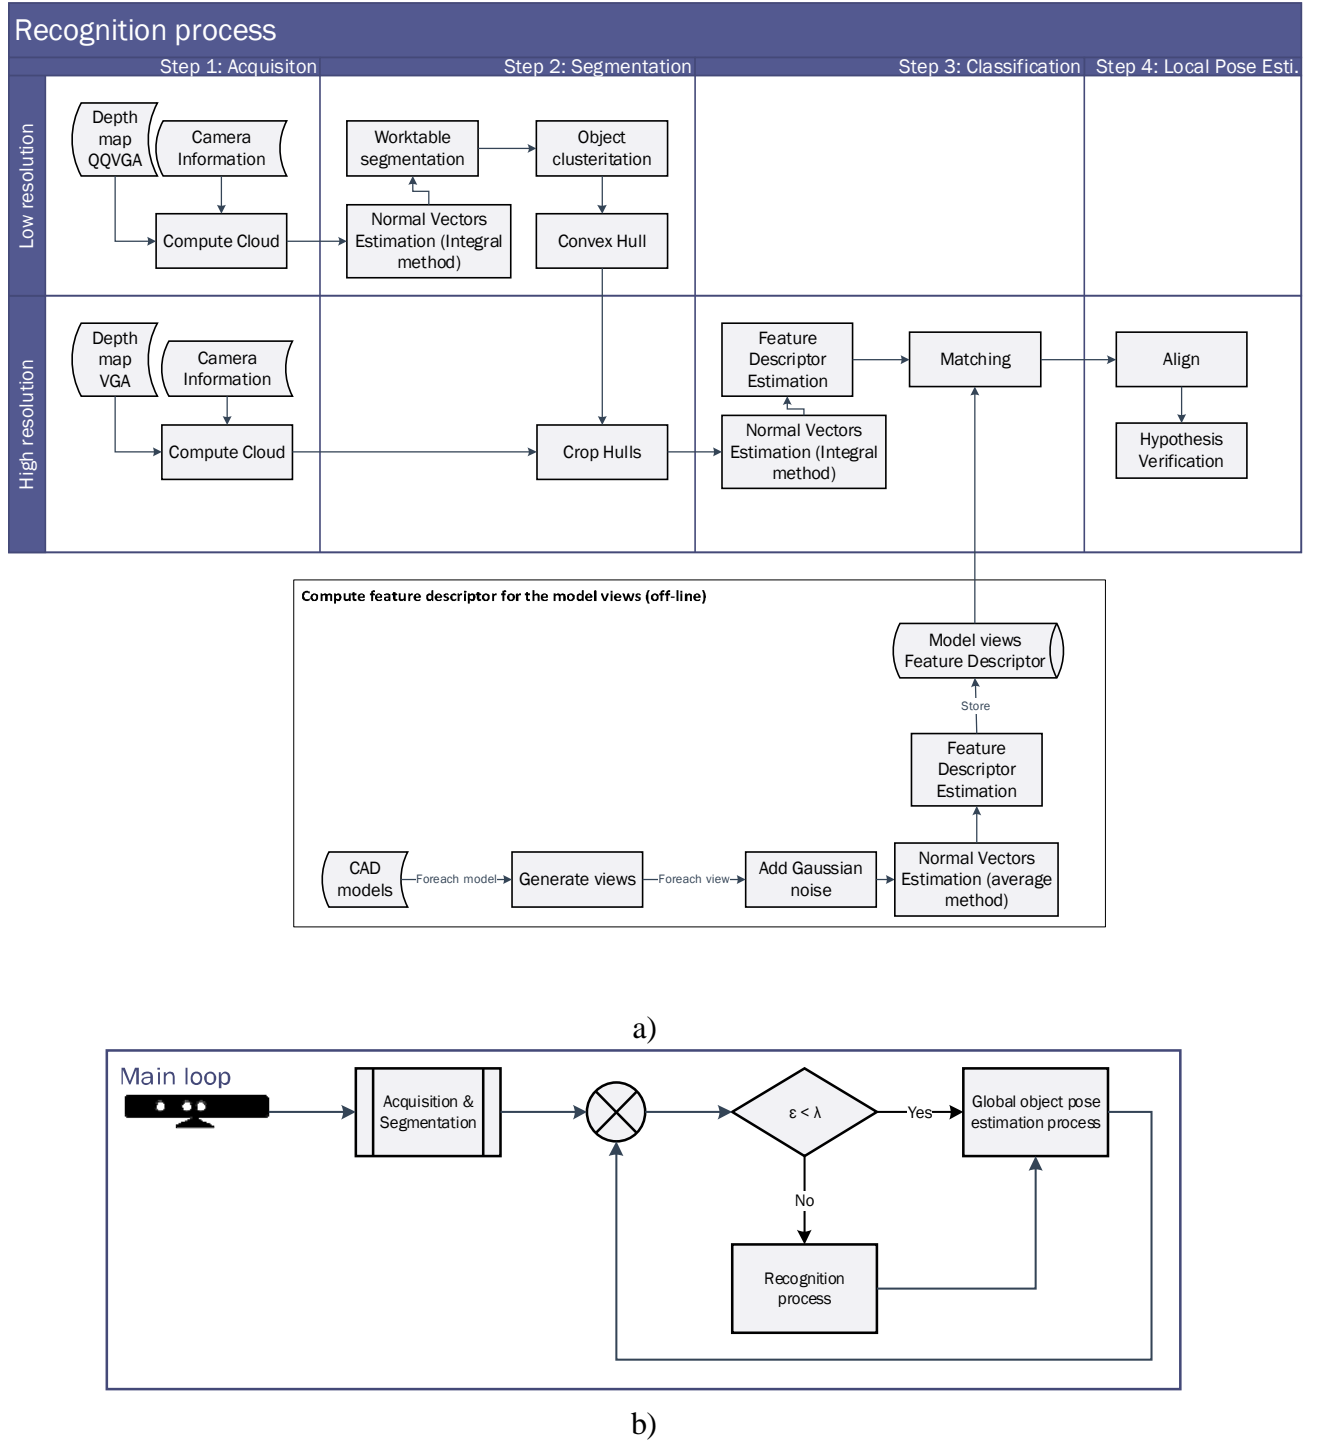 Recognition process
Step 1: Acquisiton
Step 2: Segmentation
Step 3: Classification
Step 4: Local Pose Esti.
Low resolution
Depth
map
QQVGA
Camera
Information
Compute Cloud
Worktable
segmentation
Normal Vectors
Estimation (Integral
method)
Object
clusteritation
Convex Hull
High resolution
Depth
map
VGA
Camera
Information
Compute Cloud
Crop Hulls
Feature
Descriptor
Estimation
Normal Vectors
Estimation (Integral
method)
Matching
Align
Hypothesis
Verification
Compute feature descriptor for the model views (off-line)
Model views
Feature Descriptor
Store
Feature
Descriptor
Estimation
CAD
models
Foreach model
Generate views
Foreach view
Add Gaussian
noise
Normal Vectors
Estimation (average
method)
a)
Main loop
Acquisition &
Segmentation
ε < λ
Yes
Global object pose
estimation process
No
Recognition
process
b)